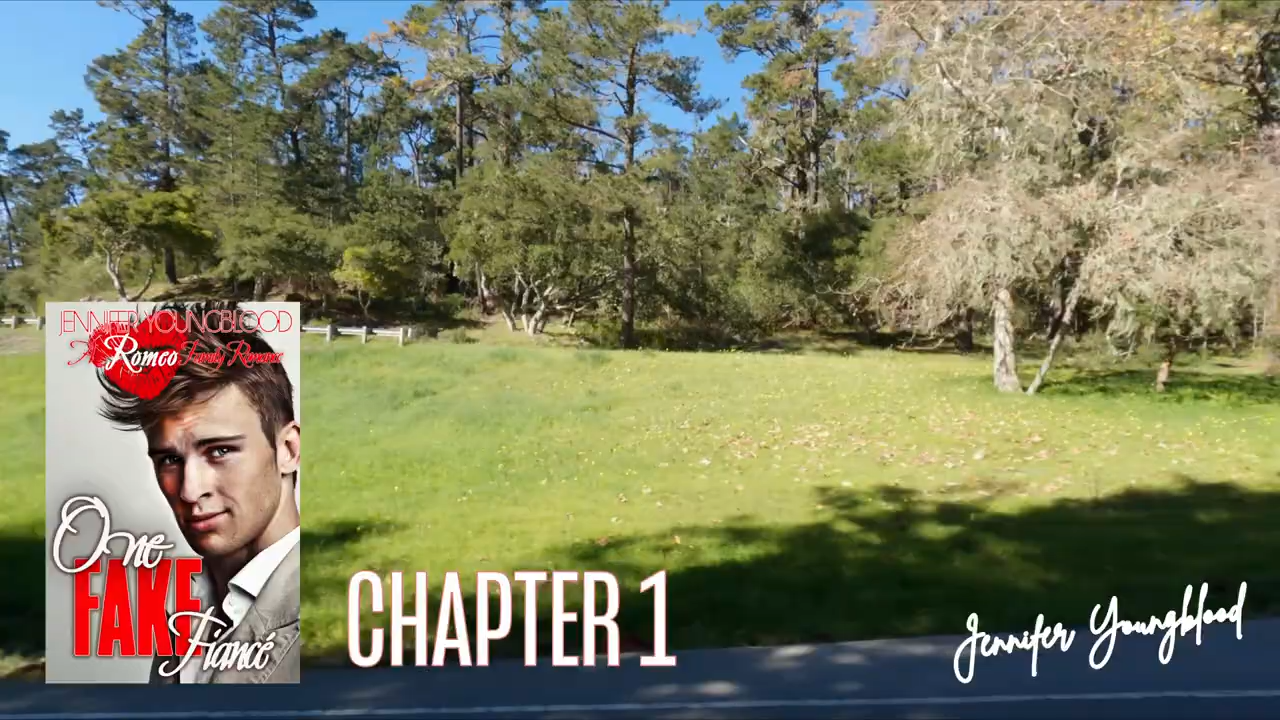 JENNIFER YOUNGBLOOD
A Romeo Family Romance
One
FAKE
Fiancé
CHAPTER 1
Jennifer Youngblood